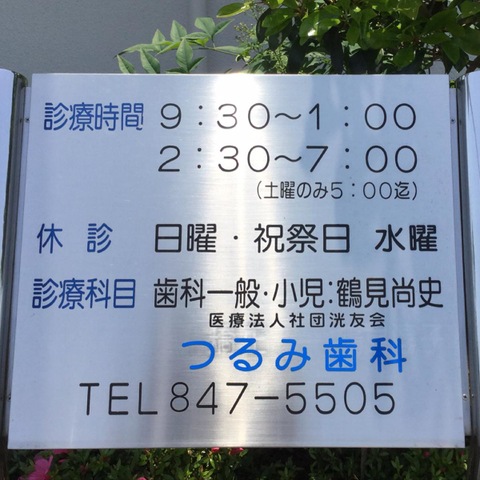 診療時間 9：30〜1：00
2：30〜7：00
（土曜のみ5：00迄）
休診 日曜・祝祭日 水曜
診療科目 歯科一般・小児：鶴見尚史
医療法人社団洸友会
つるみ歯科
TEL 847-5505